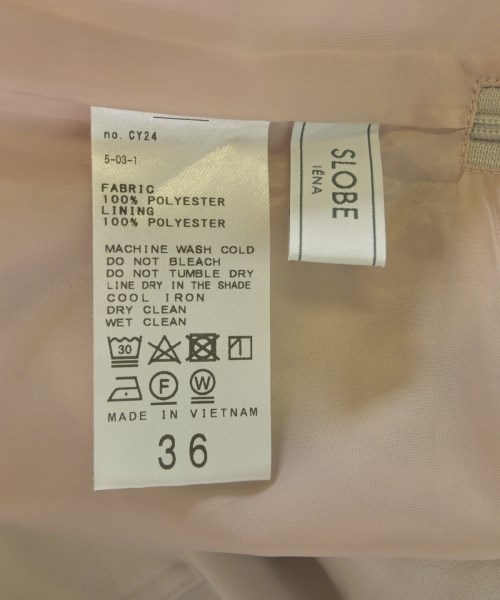 no. CY24
5-03-1
FABRIC
100% POLYESTER
LINING
100% POLYESTER
MACHINE WASH COLD
DO NOT BLEACH
DO NOT TUMBLE DRY
LINE DRY IN THE SHADE
COOL IRON
DRY CLEAN
WET CLEAN
30
F
W
MADE IN VIETNAM
36
SLOBE
IÉNA